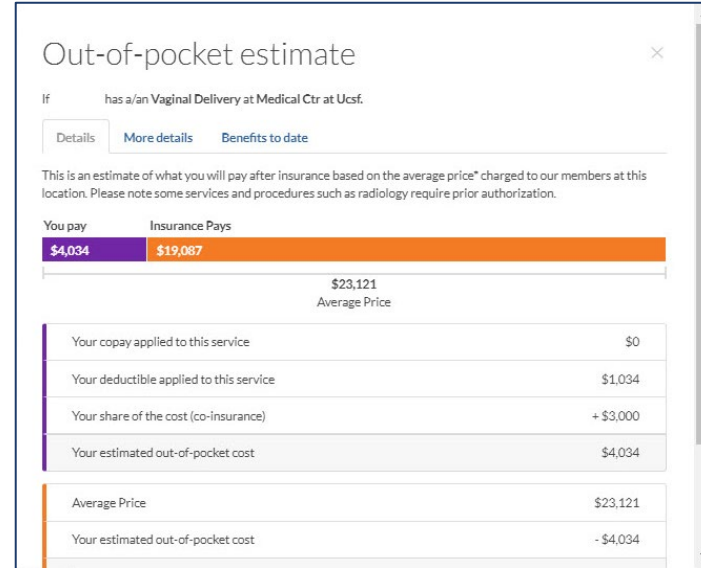 Out-of-pocket estimate ×
If has a/an Vaginal Delivery at Medical Ctr at Ucsf.
Details More details Benefits to date
This is an estimate of what you will pay after insurance based on the average price* charged to our members at this
location. Please note some services and procedures such as radiology require prior authorization.
You pay Insurance Pays
$4,034 $19,087
$23,121
Average Price
Your copay applied to this service $0
Your deductible applied to this service $1,034
Your share of the cost (co-insurance) + $3,000
Your estimated out-of-pocket cost $4,034
Average Price $23,121
Your estimated out-of-pocket cost - $4,034